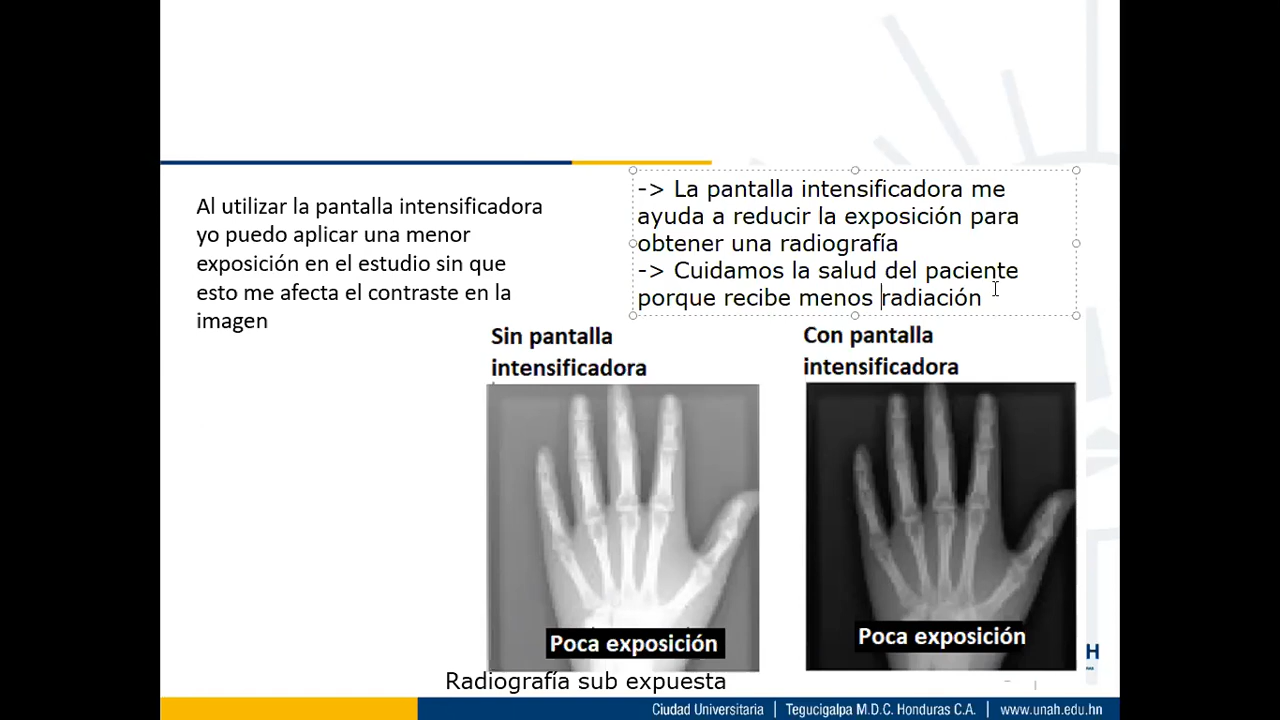 Al utilizar la pantalla intensificadora
yo puedo aplicar una menor
exposición en el estudio sin que
esto me afecta el contraste en la
imagen
-> La pantalla intensificadora me
ayuda a reducir la exposición para
obtener una radiografía
-> Cuidamos la salud del paciente
porque recibe menos radiación
Sin pantalla
intensificadora
Con pantalla
intensificadora
Poca exposición
Poca exposición
Radiografía sub expuesta
H
Ciudad Universitaria | Tegucigalpa M.D.C. Honduras C.A. | www.unah.edu.hn